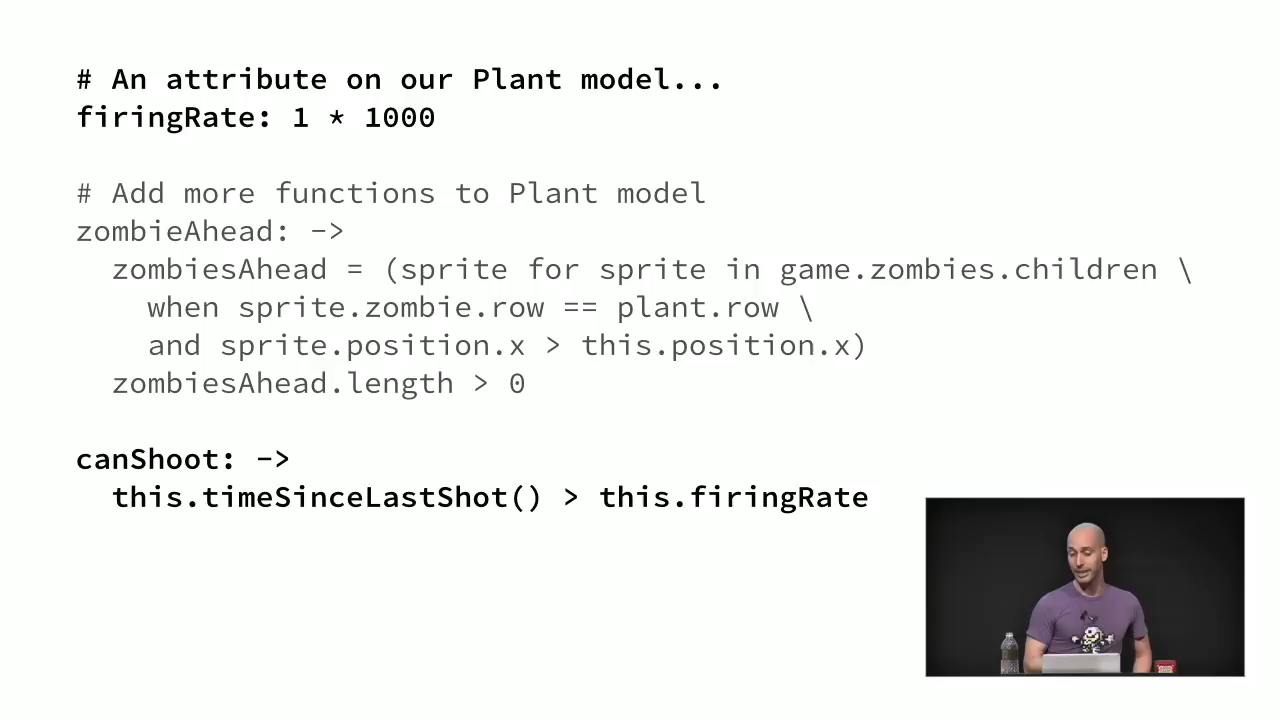 # An attribute on our Plant model...
firingRate: 1 * 1000
# Add more functions to Plant model
zombieAhead: ->
zombiesAhead = (sprite for sprite in game.zombies.children \
when sprite.zombie.row == plant.row \
and sprite.position.x > this.position.x)
zombiesAhead.length > 0
canShoot: ->
this.timeSinceLastShot() > this.firingRate